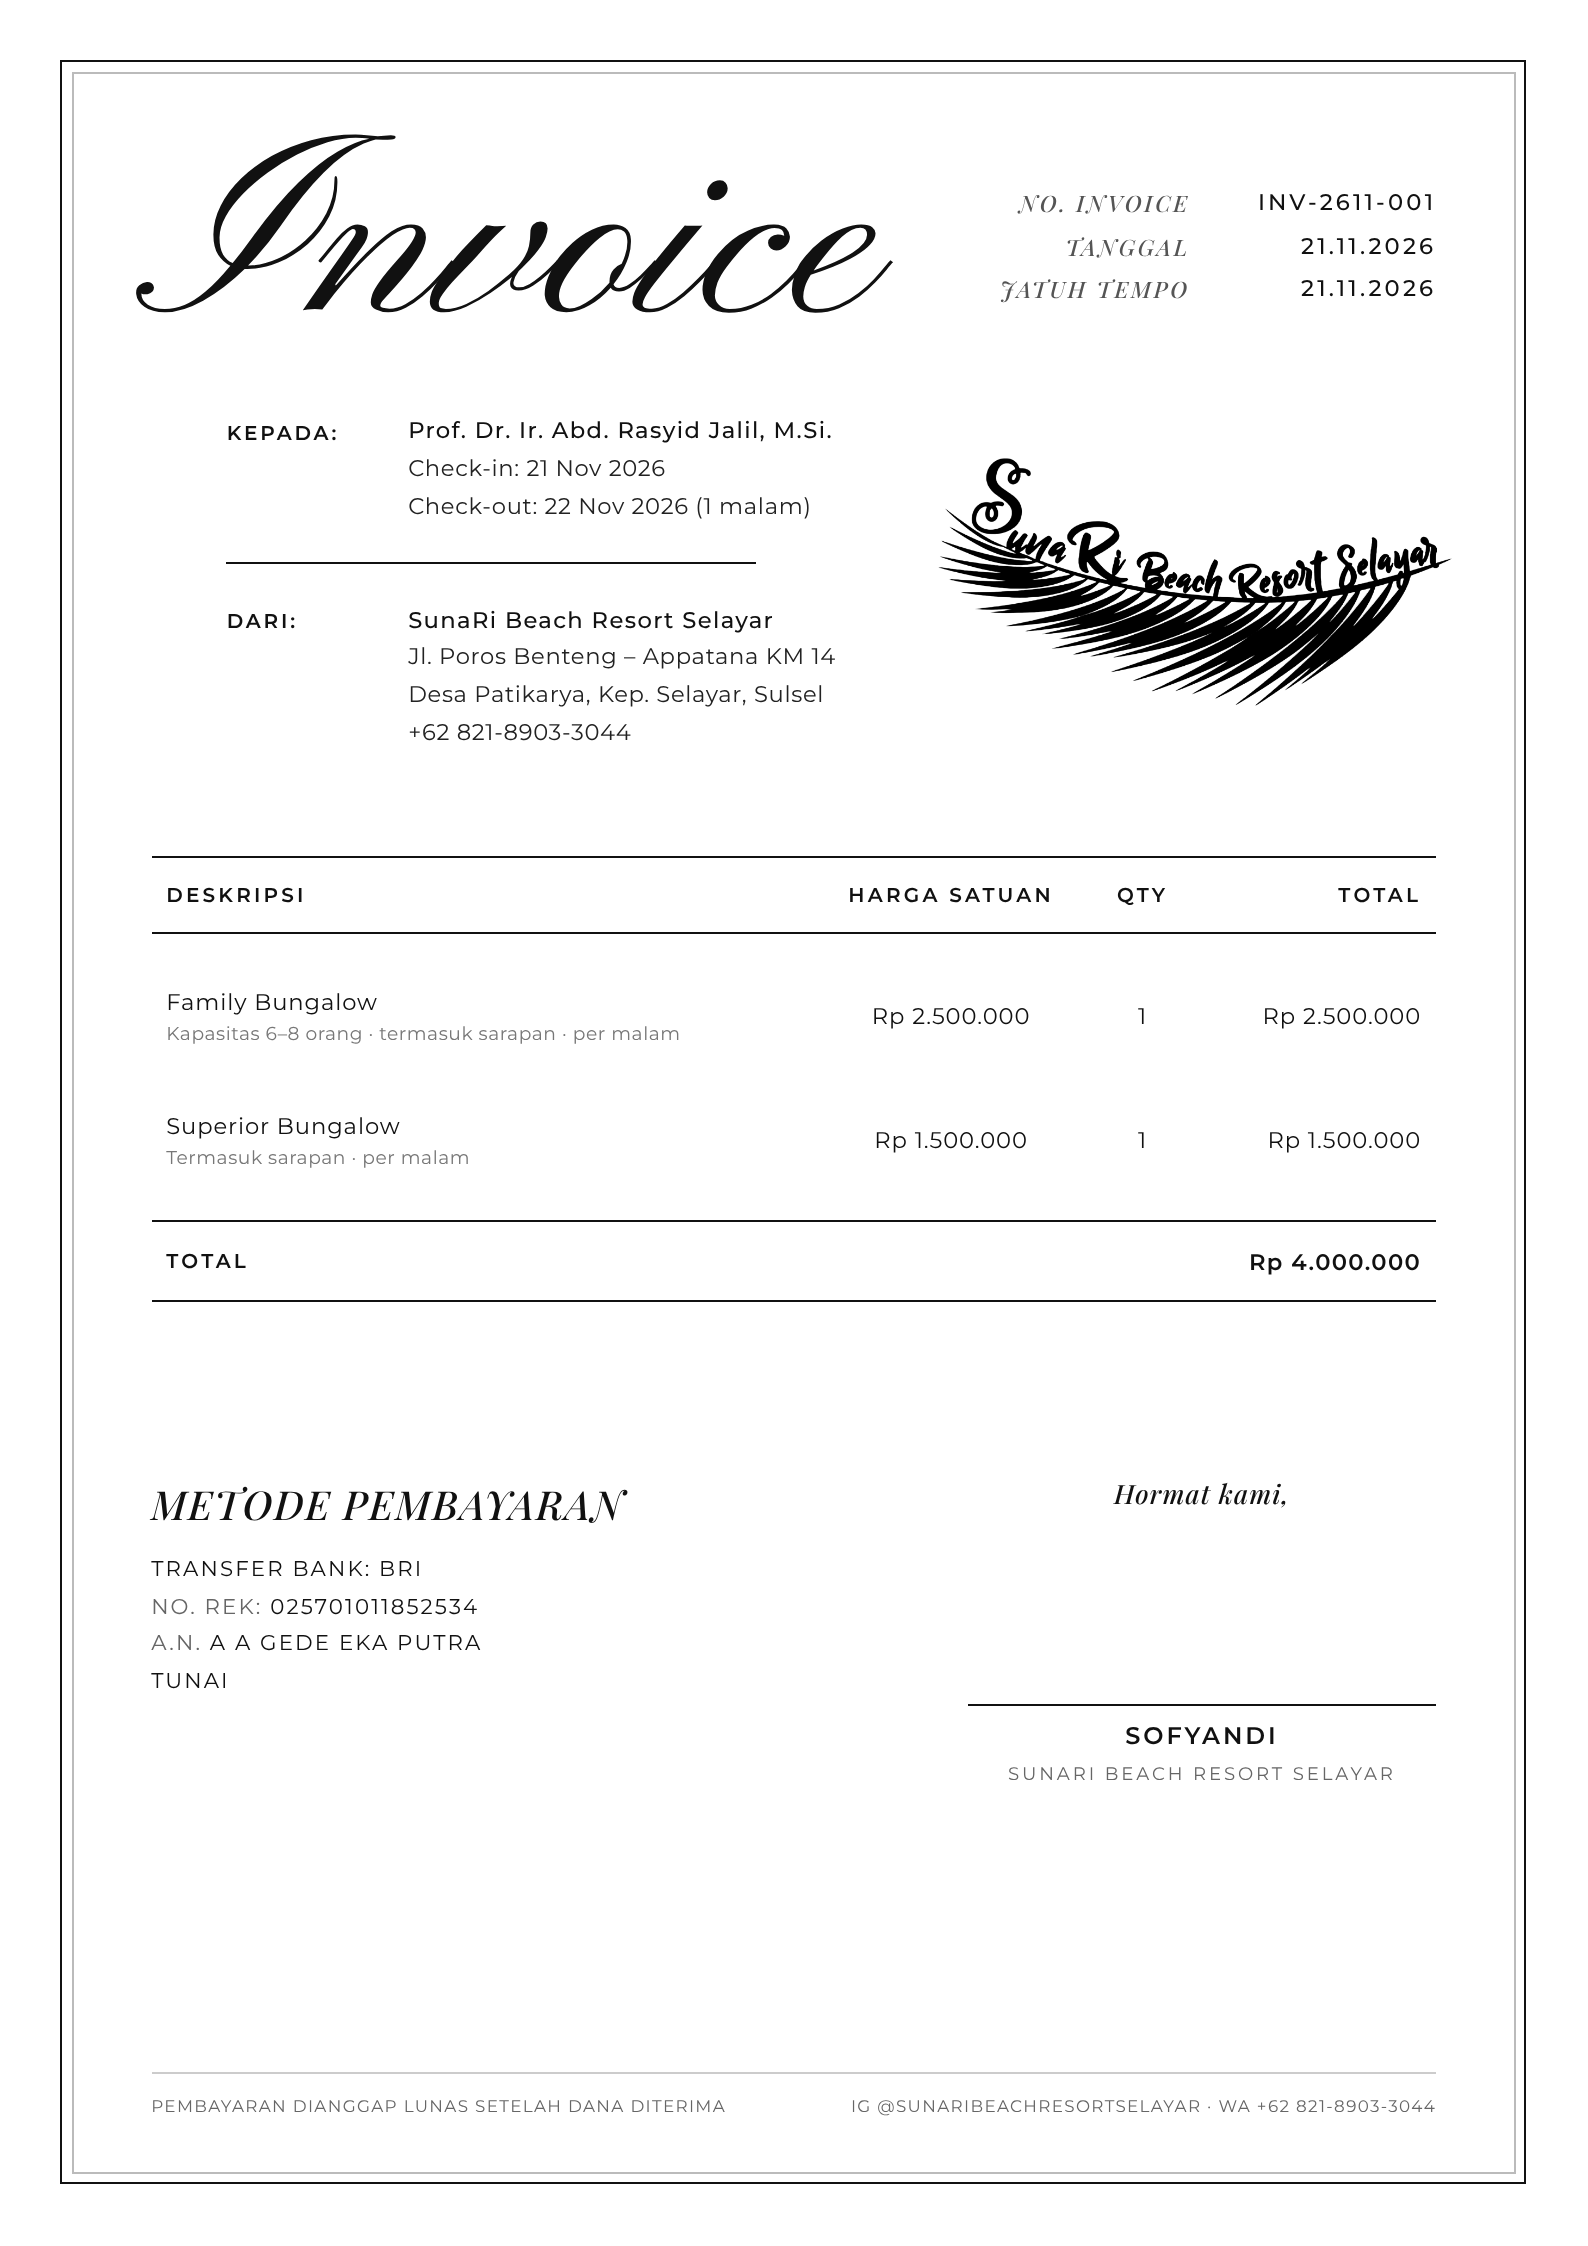 Invoice
NO. INVOICE INV-2611-001
TANGGAL 21.11.2026
JATUH TEMPO 21.11.2026
KEPADA: Prof. Dr. Ir. Abd. Rasyid Jalil, M.Si.
Check-in: 21 Nov 2026
Check-out: 22 Nov 2026 (1 malam)
SunaRi Beach Resort Selayar
DARI: SunaRi Beach Resort Selayar
Jl. Poros Benteng – Appatana KM 14
Desa Patikarya, Kep. Selayar, Sulsel
+62 821-8903-3044
DESKRIPSI HARGA SATUAN QTY TOTAL
Family Bungalow
Kapasitas 6–8 orang · termasuk sarapan · per malam
Rp 2.500.000 1 Rp 2.500.000
Superior Bungalow
Termasuk sarapan · per malam
Rp 1.500.000 1 Rp 1.500.000
TOTAL Rp 4.000.000
METODE PEMBAYARAN
TRANSFER BANK: BRI
NO. REK: 025701011852534
A.N. A A GEDE EKA PUTRA
TUNAI
Hormat kami,
SOFYANDI
SUNARI BEACH RESORT SELAYAR
PEMBAYARAN DIANGGAP LUNAS SETELAH DANA DITERIMA
IG @SUNARIBEACHRESORTSELAYAR · WA +62 821-8903-3044